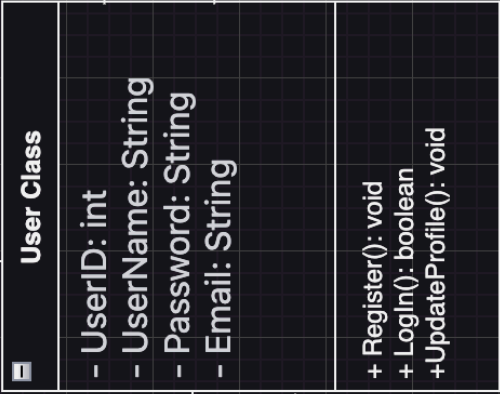 User Class
- UserID: int
- UserName: String
- Password: String
- Email: String
+ Register(): void
+ LogIn(): boolean
+UpdateProfile(): void